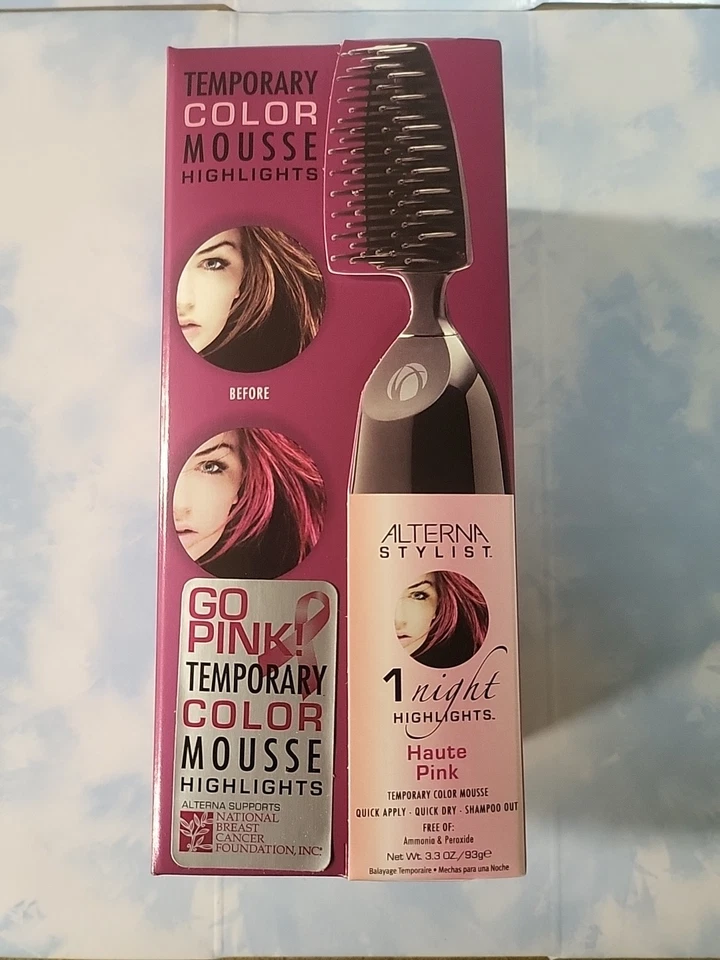 TEMPORARY
COLOR
MOUSSE
HIGHLIGHTS
BEFORE
GO
PINK!
TEMPORARY
COLOR
MOUSSE
HIGHLIGHTS
ALTERNA SUPPORTS
NATIONAL
BREAST
CANCER
FOUNDATION, INC.®
ALTERNA
STYLIST™
1 night
HIGHLIGHTS™
Haute
Pink
TEMPORARY COLOR MOUSSE
QUICK APPLY · QUICK DRY · SHAMPOO OUT
FREE OF:
Ammonia & Peroxide
Net Wt. 3.3 OZ./93g℮
Balayage Temporaire • Mechas para una Noche